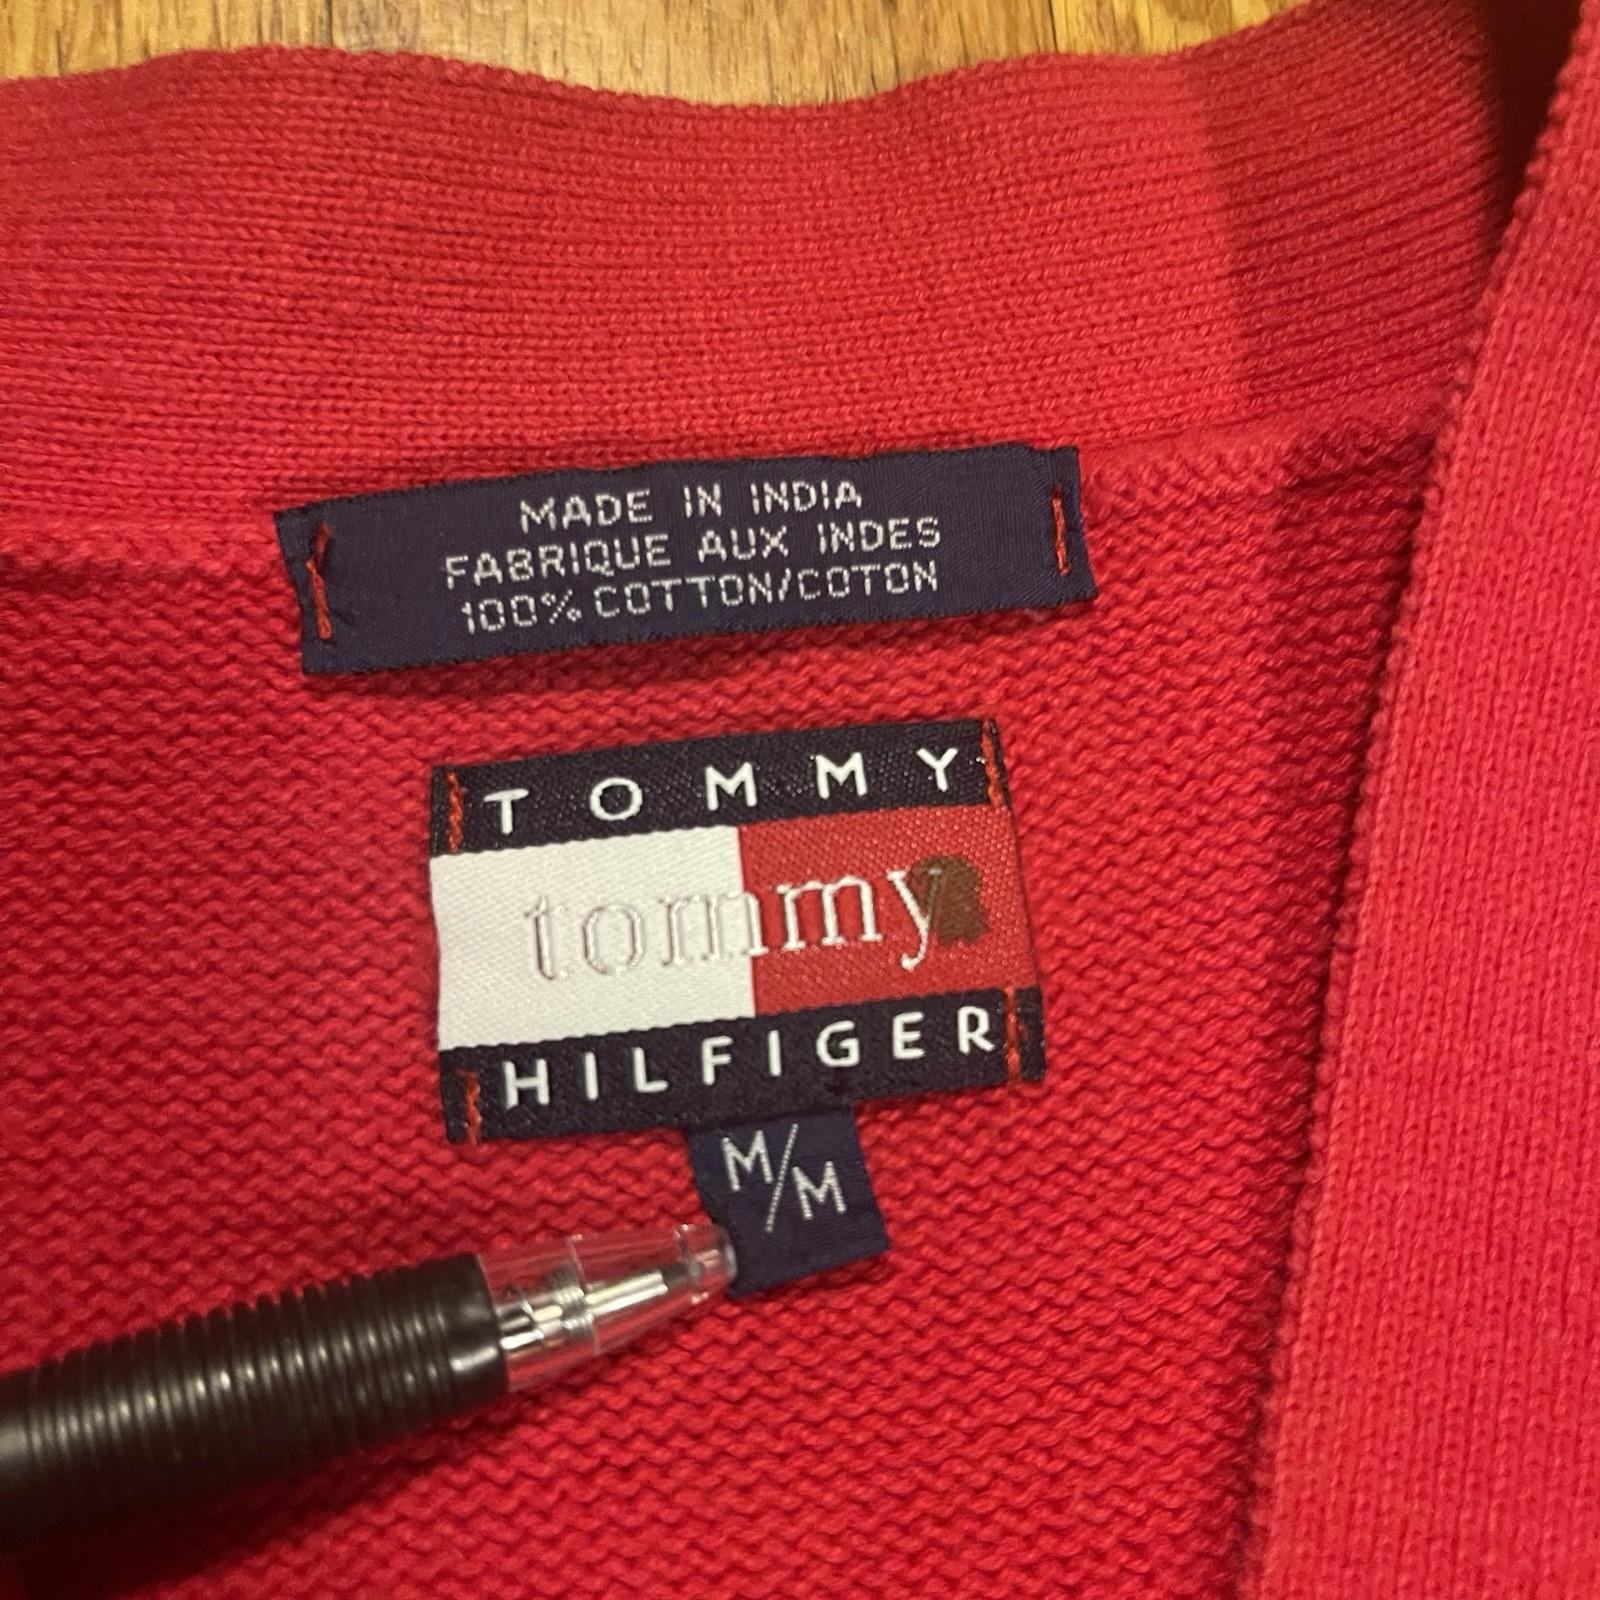 MADE IN INDIA
FABRIQUE AUX INDES
100% COTTON/COTON
TOMMY
tommy
HILFIGER
M/M